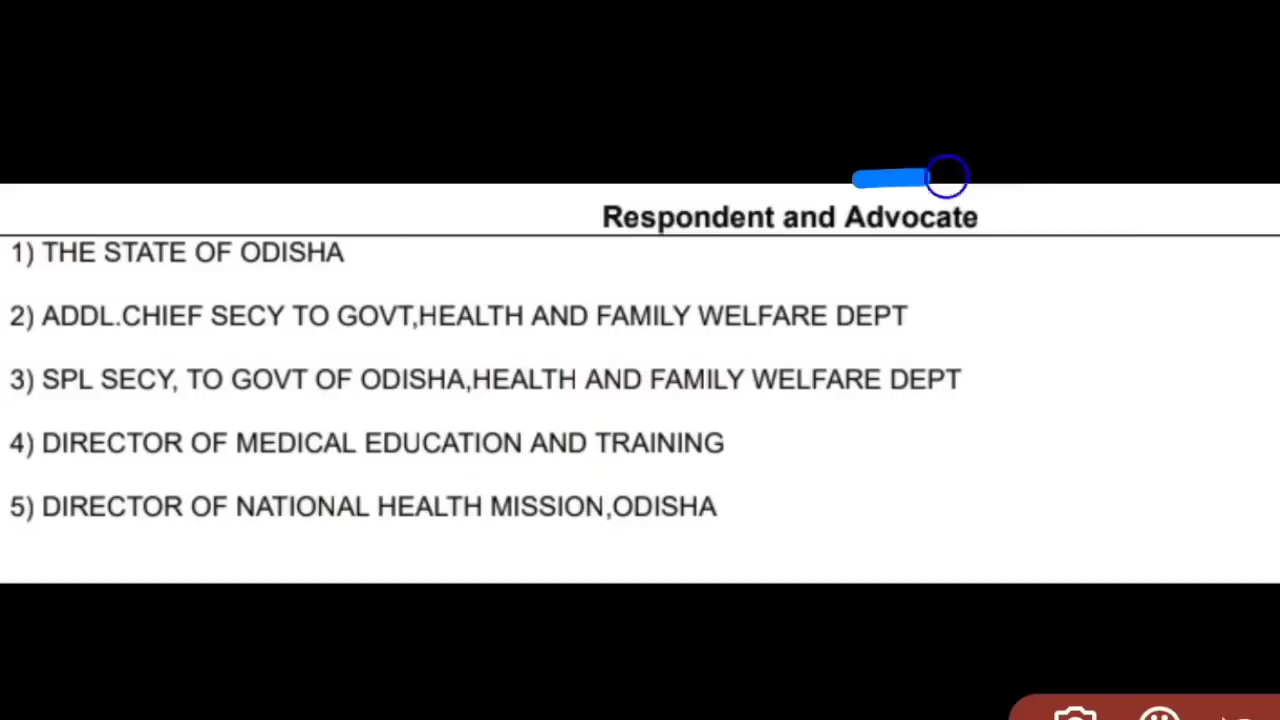 Respondent and Advocate
1) THE STATE OF ODISHA
2) ADDL.CHIEF SECY TO GOVT,HEALTH AND FAMILY WELFARE DEPT
3) SPL SECY, TO GOVT OF ODISHA,HEALTH AND FAMILY WELFARE DEPT
4) DIRECTOR OF MEDICAL EDUCATION AND TRAINING
5) DIRECTOR OF NATIONAL HEALTH MISSION,ODISHA